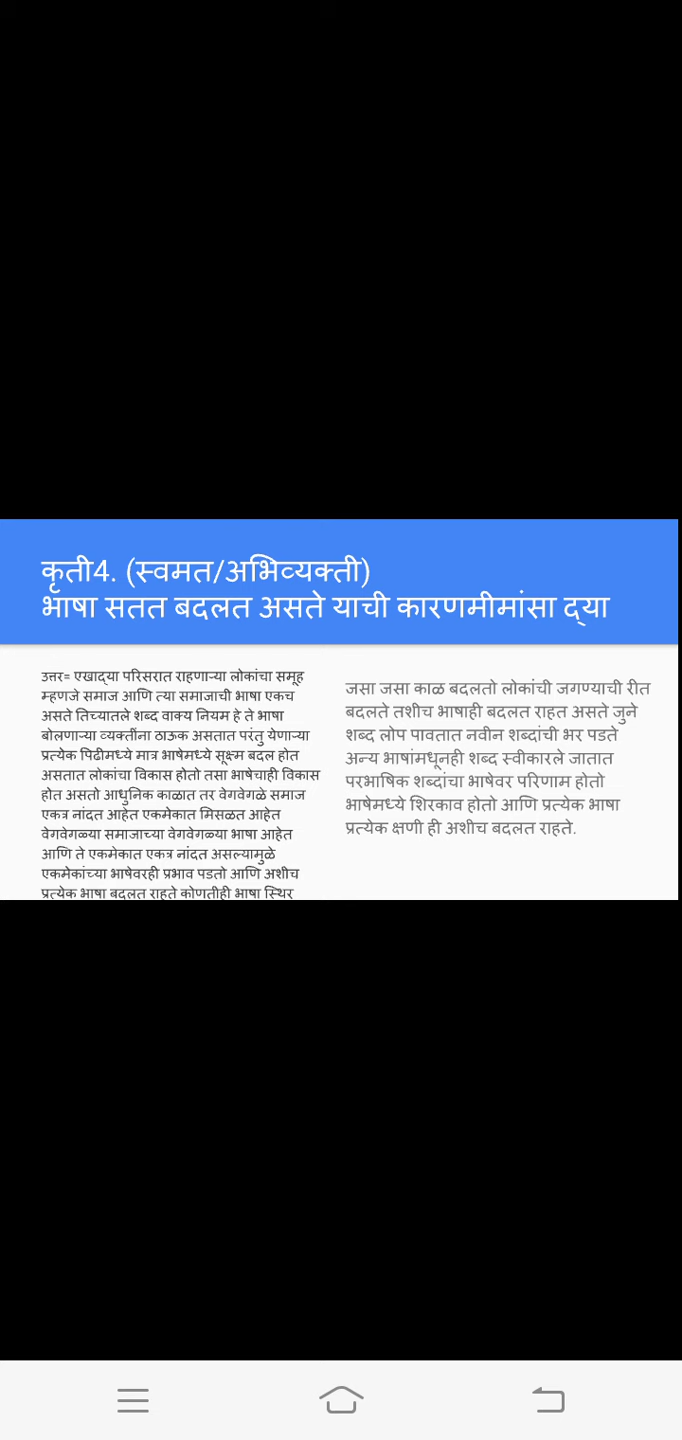 कृती4. (स्वमत/अभिव्यक्ती)
भाषा सतत बदलत असते याची कारणमीमांसा द्‌या
उत्तर= एखाद्‌या परिसरात राहणाऱ्या लोकांचा समूह
म्हणजे समाज आणि त्या समाजाची भाषा एकच
असते तिच्यातले शब्द वाक्य नियम हे ते भाषा
बोलणाऱ्या व्यक्तींना ठाऊक असतात परंतु येणाऱ्या
प्रत्येक पिढीमध्ये मात्र भाषेमध्ये सूक्ष्म बदल होत
असतात लोकांचा विकास होतो तसा भाषेचाही विकास
होत असतो आधुनिक काळात तर वेगवेगळे समाज
एकत्र नांदत आहेत एकमेकात मिसळत आहेत
वेगवेगळ्या समाजाच्या वेगवेगळ्या भाषा आहेत
आणि ते एकमेकात एकत्र नांदत असल्यामुळे
एकमेकांच्या भाषेवरही प्रभाव पडतो आणि अशीच
प्रत्येक भाषा बदलत राहते कोणतीही भाषा स्थिर
जसा जसा काळ बदलतो लोकांची जगण्याची रीत
बदलते तशीच भाषाही बदलत राहत असते जुने
शब्द लोप पावतात नवीन शब्दांची भर पडते
अन्य भाषांमधूनही शब्द स्वीकारले जातात
परभाषिक शब्दांचा भाषेवर परिणाम होतो
भाषेमध्ये शिरकाव होतो आणि प्रत्येक भाषा
प्रत्येक क्षणी ही अशीच बदलत राहते.